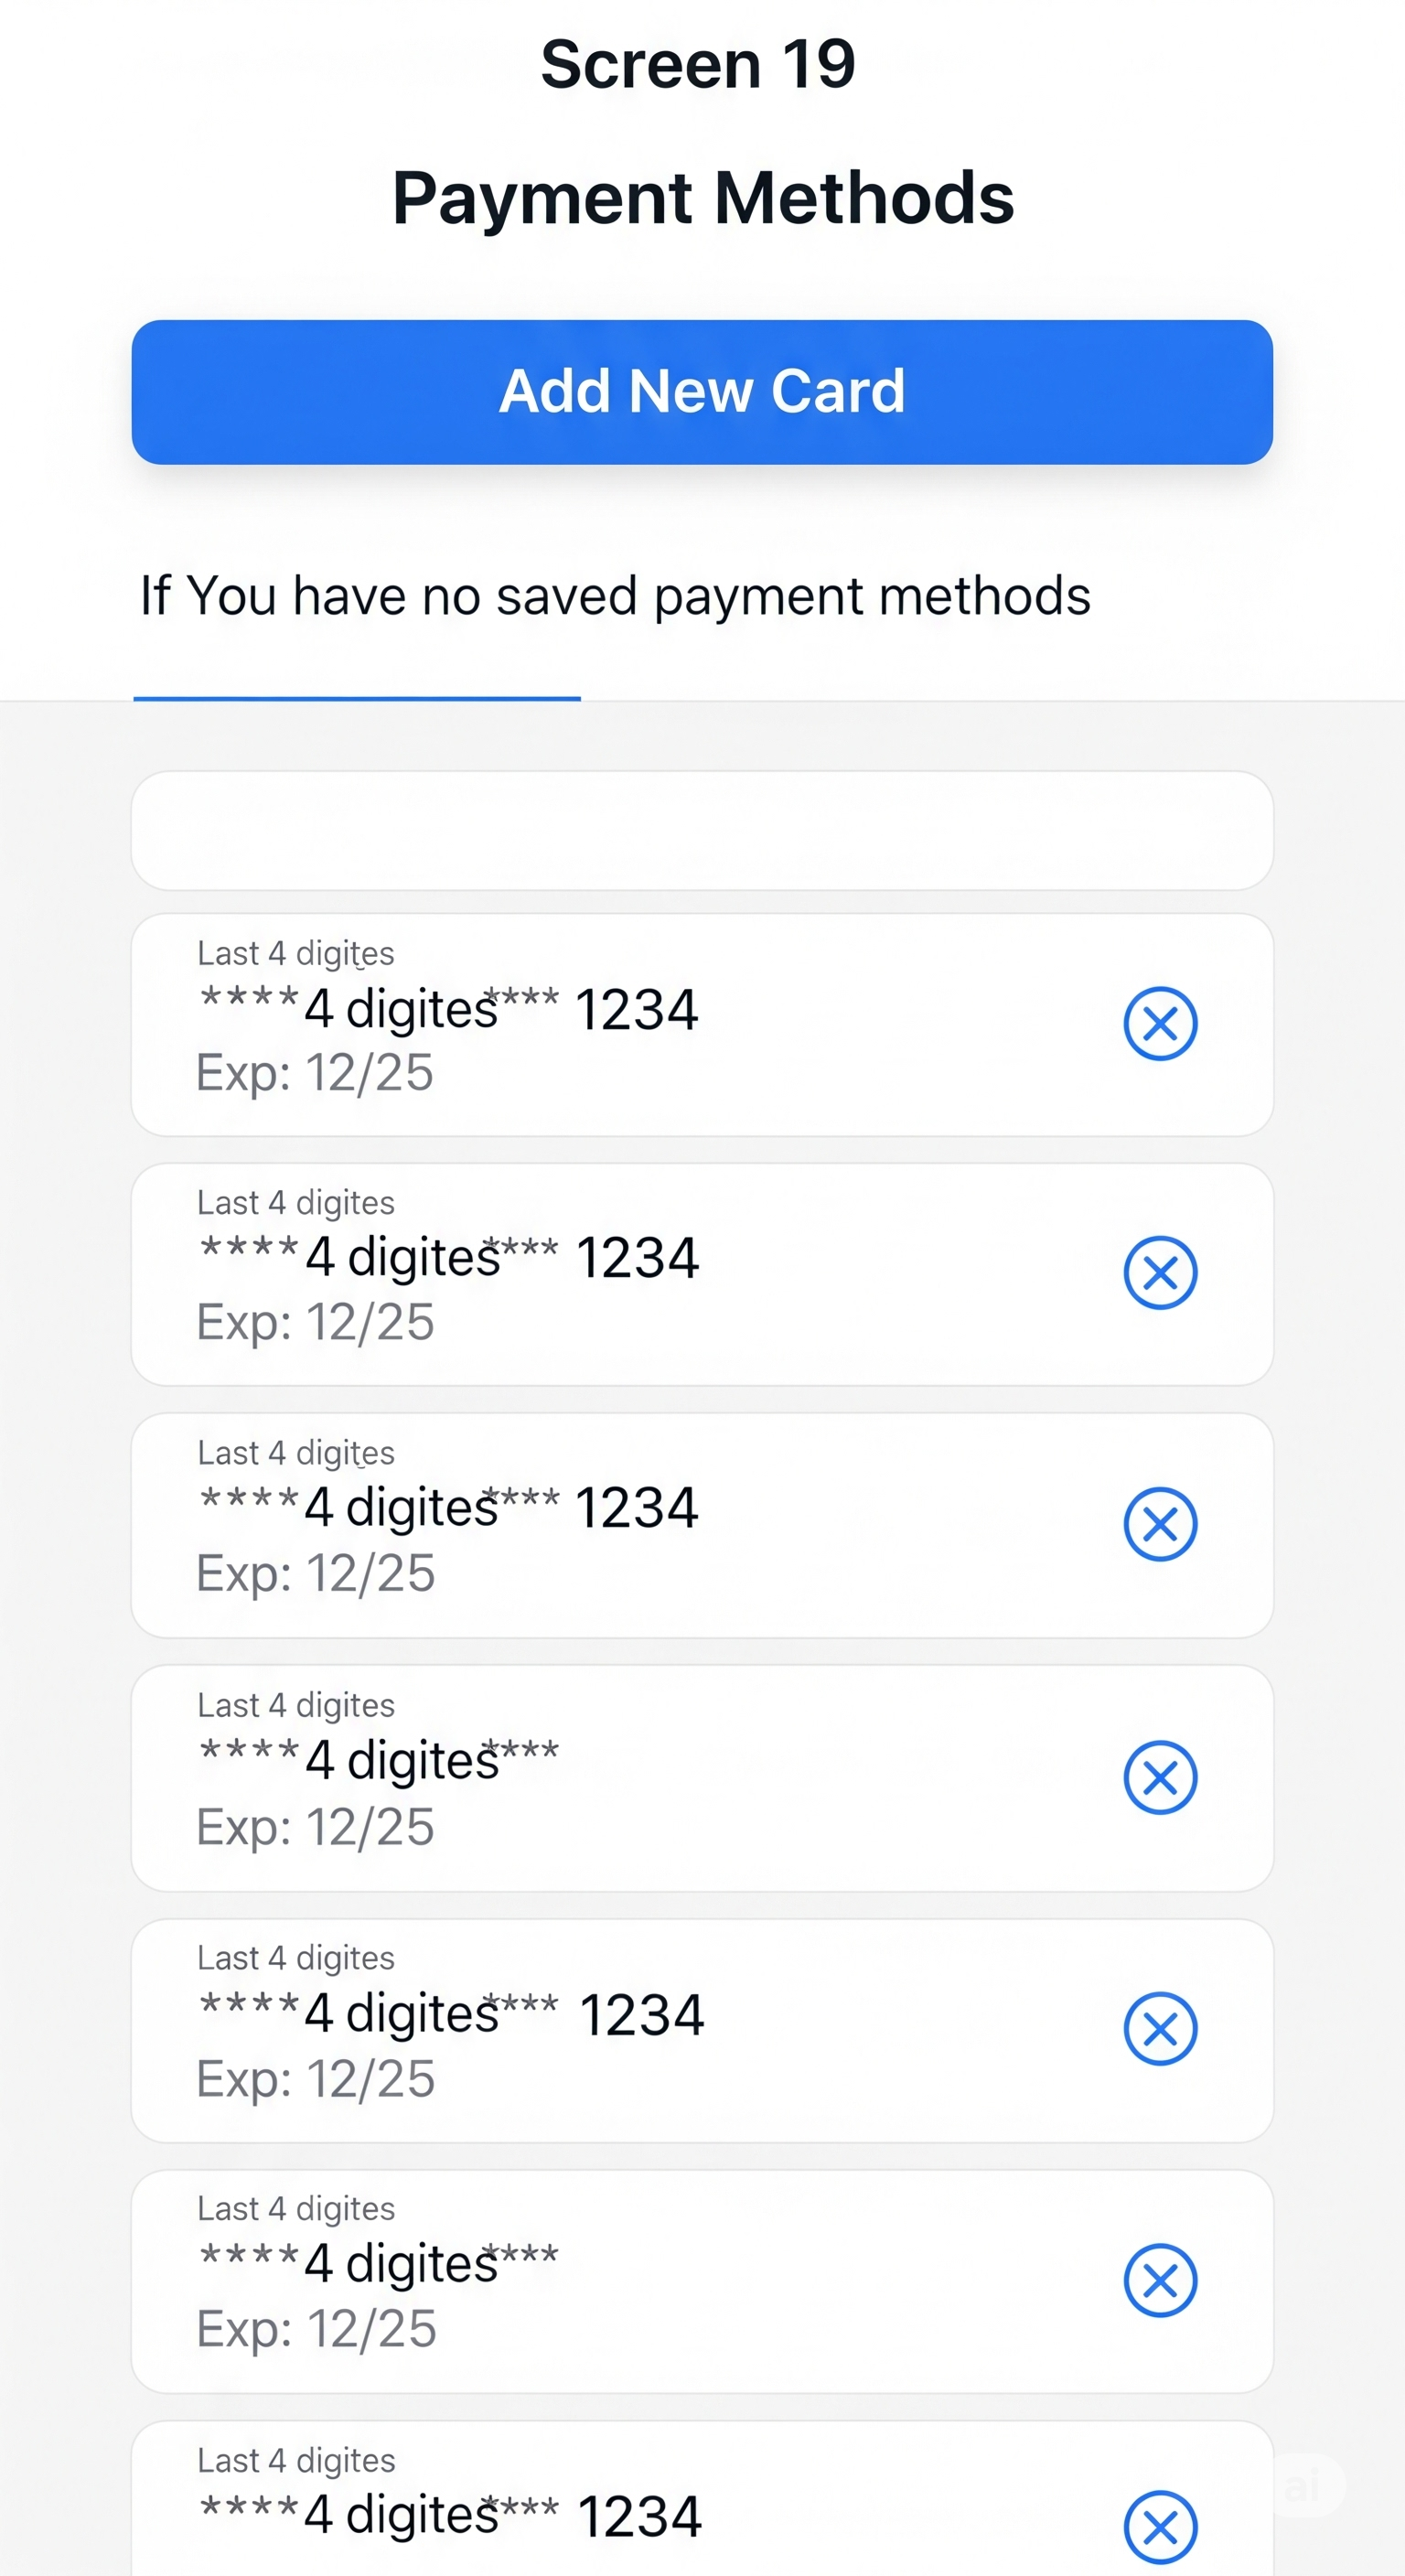 Screen 19
Payment Methods
Add New Card
If You have no saved payment methods
Last 4 digites
****4 digites**** 1234
Exp: 12/25
Last 4 digites
****4 digites**** 1234
Exp: 12/25
Last 4 digites
****4 digites**** 1234
Exp: 12/25
Last 4 digites
****4 digites****
Exp: 12/25
Last 4 digites
****4 digites**** 1234
Exp: 12/25
Last 4 digites
****4 digites****
Exp: 12/25
Last 4 digites
****4 digites**** 1234
ai